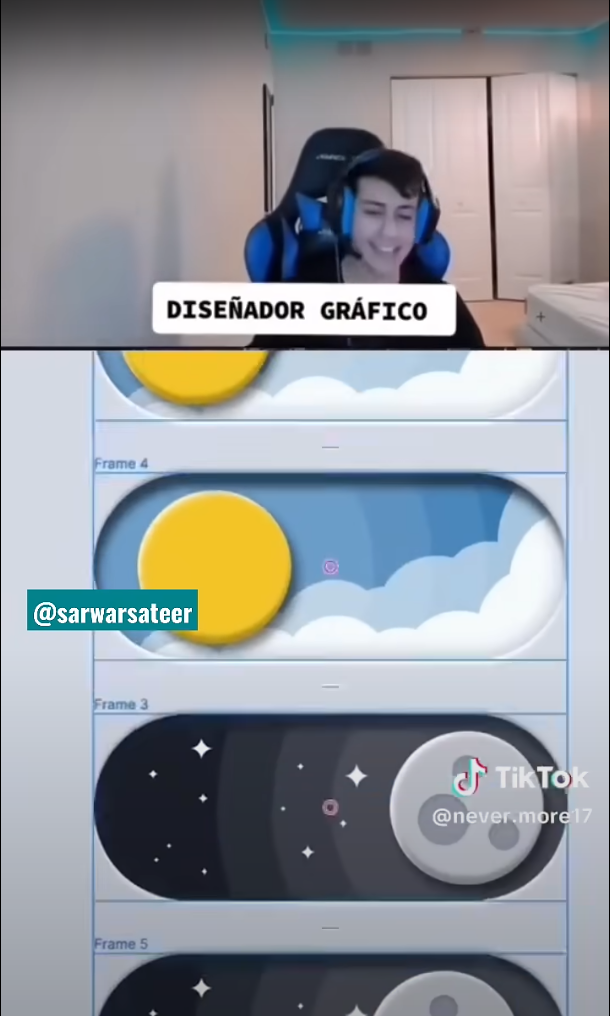 DISEÑADOR GRÁFICO
Frame 4
@sarwarsateer
Frame 3
TikTok
@never.more17
Frame 5